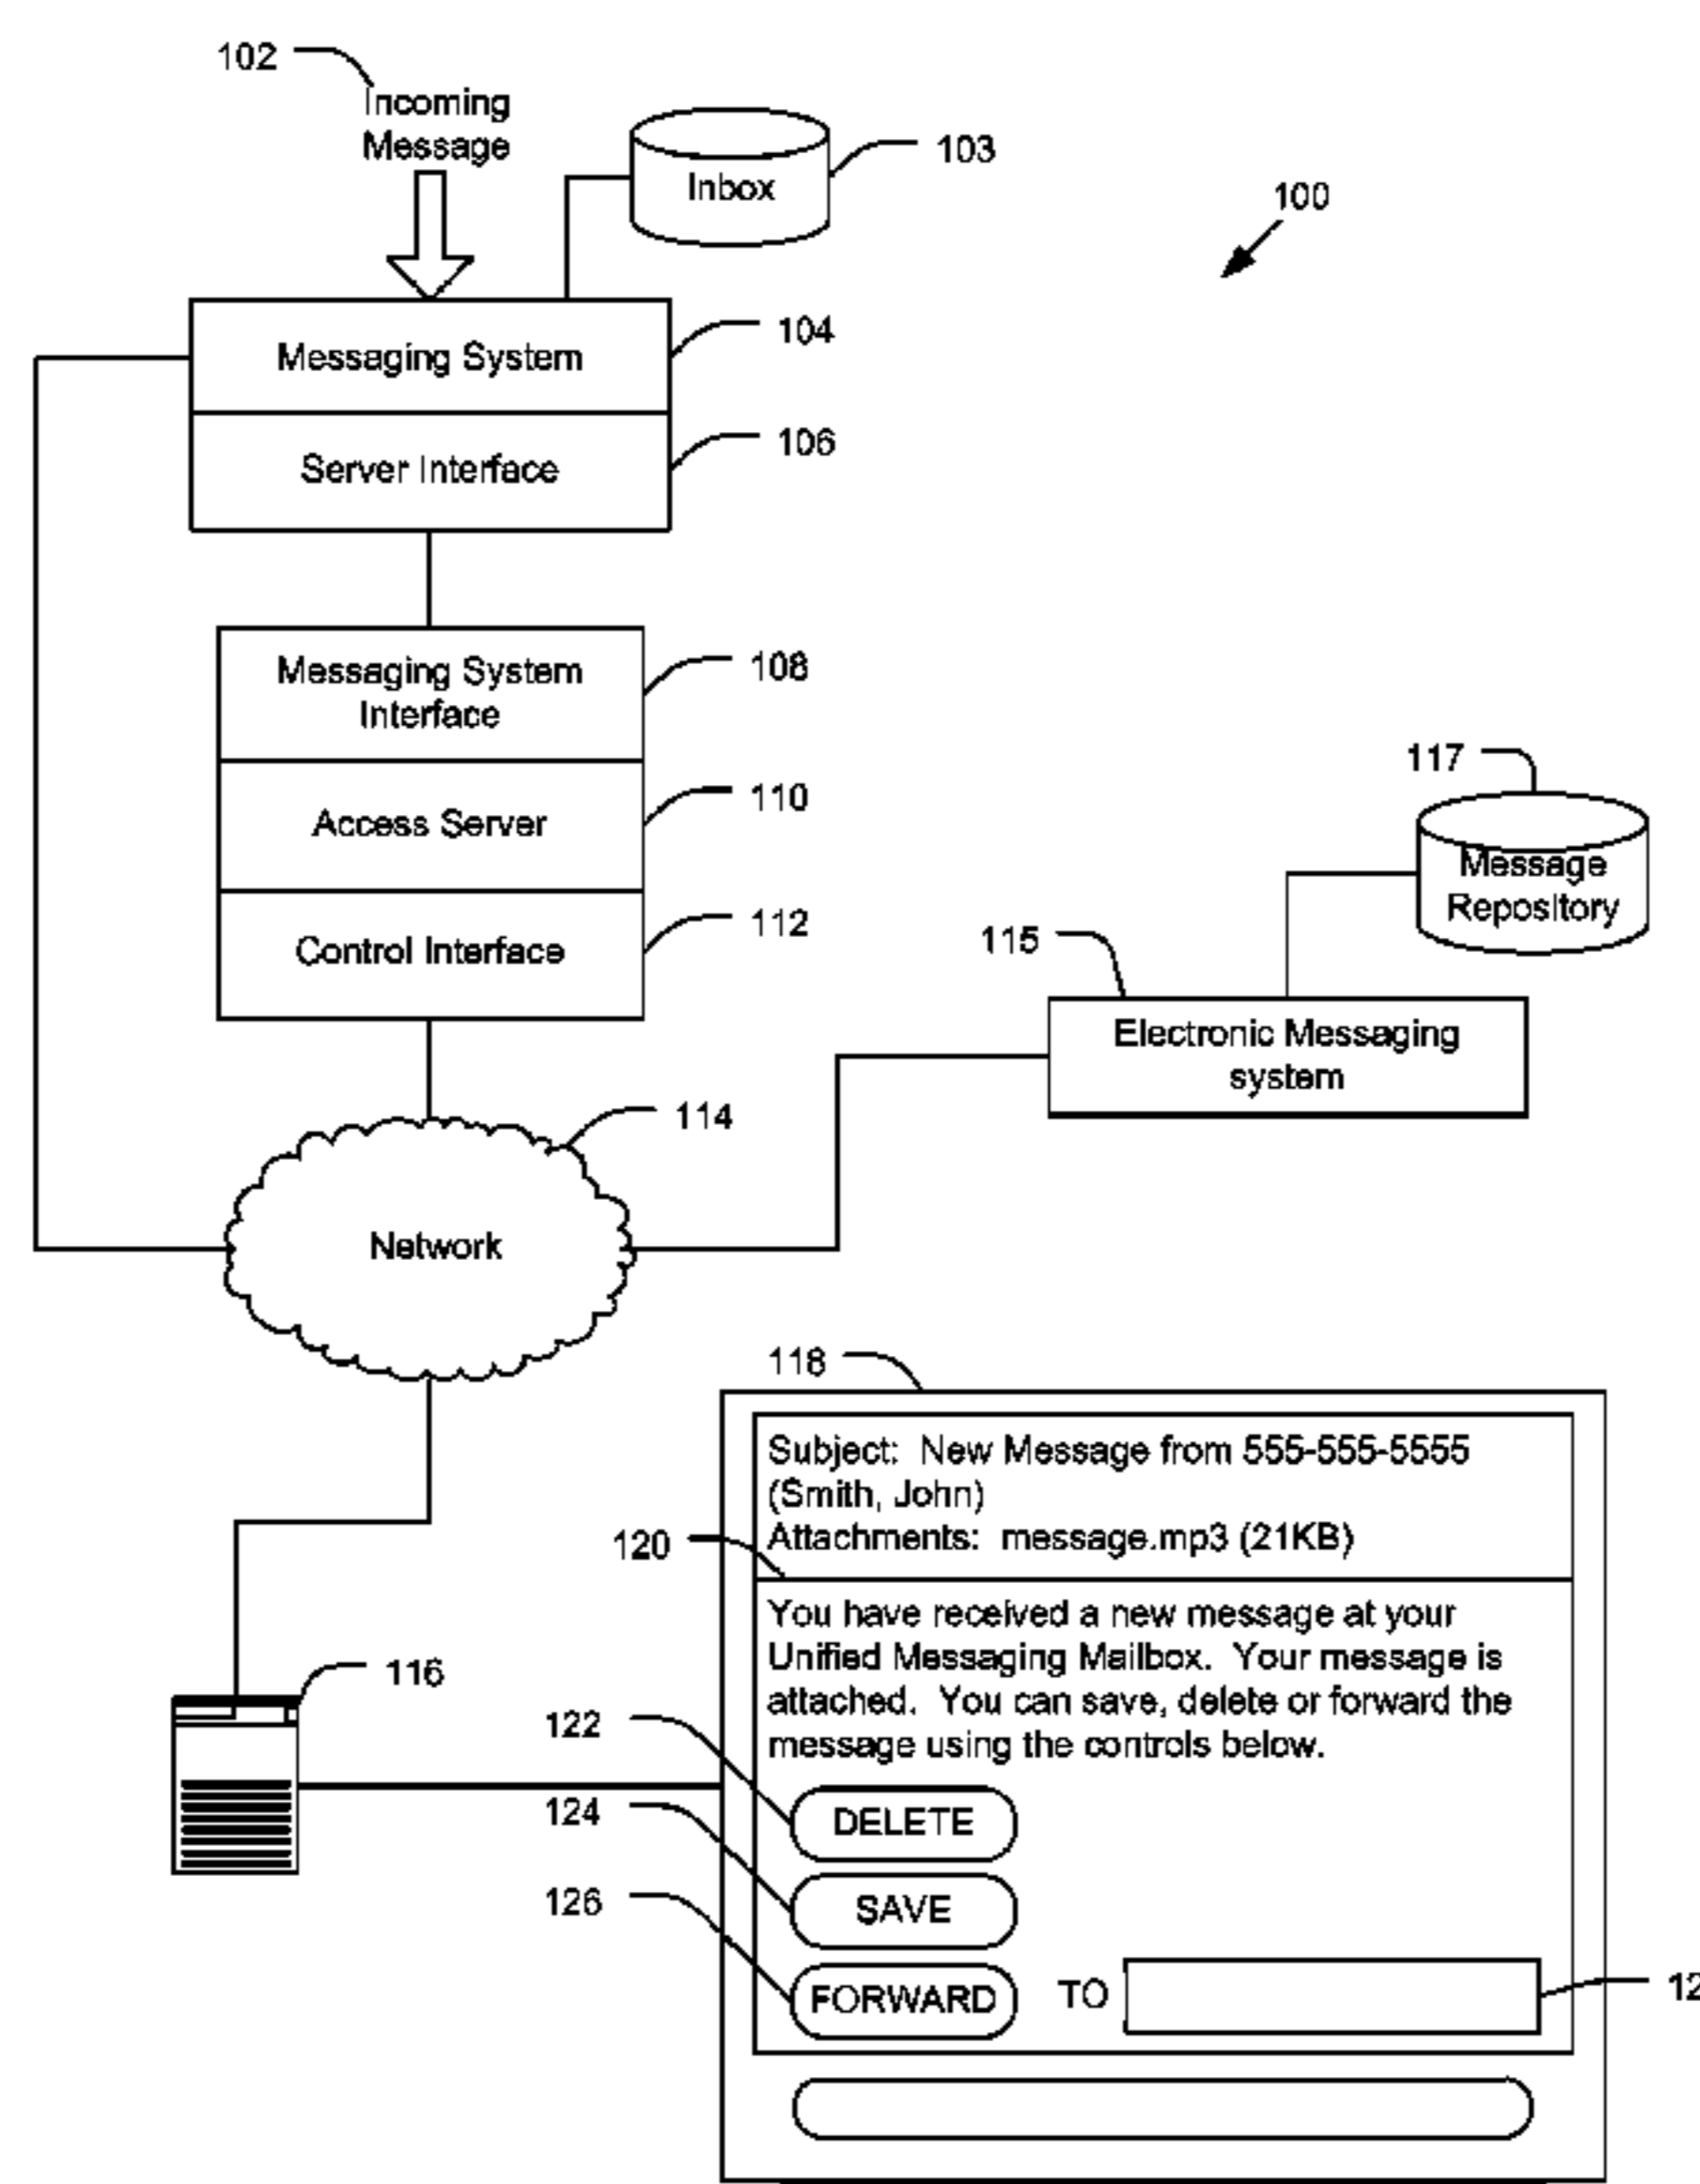 102
Incoming
Message
Inbox
103
100
Messaging System
104
Server Interface
106
Messaging System
Interface
108
Access Server
110
Control Interface
112
117
Message
Repository
115
Electronic Messaging
system
114
Network
118
Subject: New Message from 555-555-5555
(Smith, John)
Attachments: message.mp3 (21KB)
120
You have received a new message at your
Unified Messaging Mailbox. Your message is
attached. You can save, delete or forward the
message using the controls below.
116
122
DELETE
124
SAVE
126
FORWARD TO